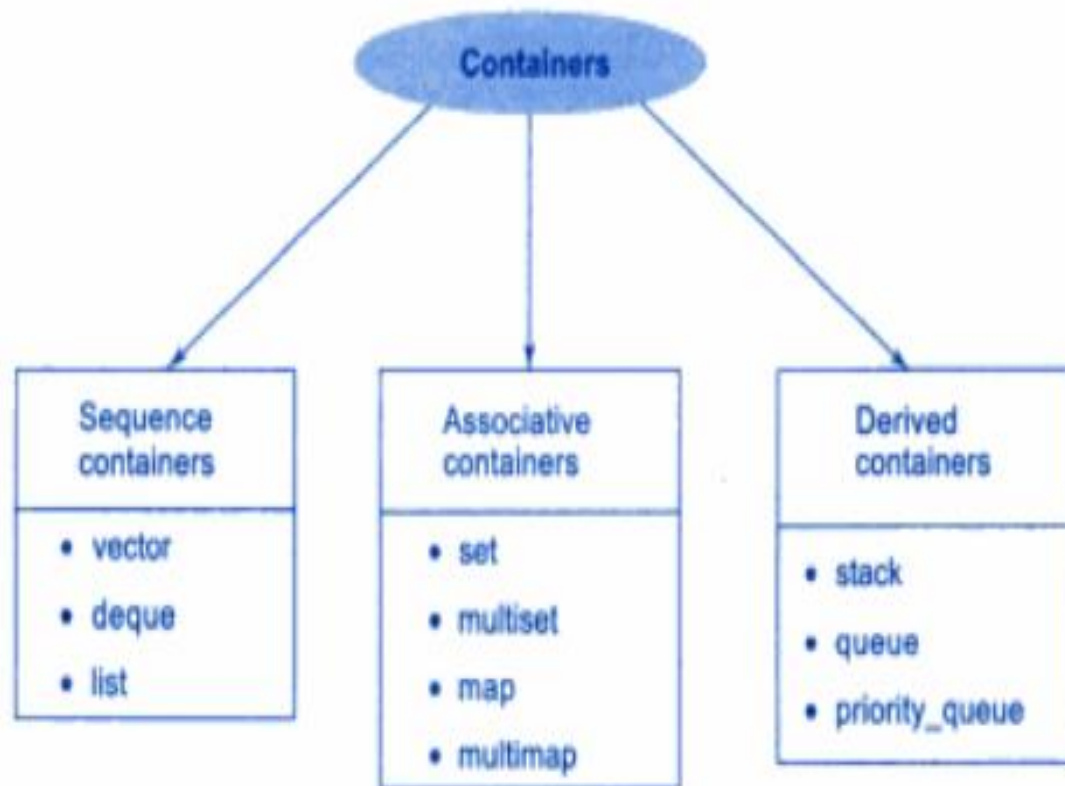 Containers
Sequence
containers
• vector
• deque
• list
Associative
containers
• set
• multiset
• map
• multimap
Derived
containers
• stack
• queue
• priority_queue